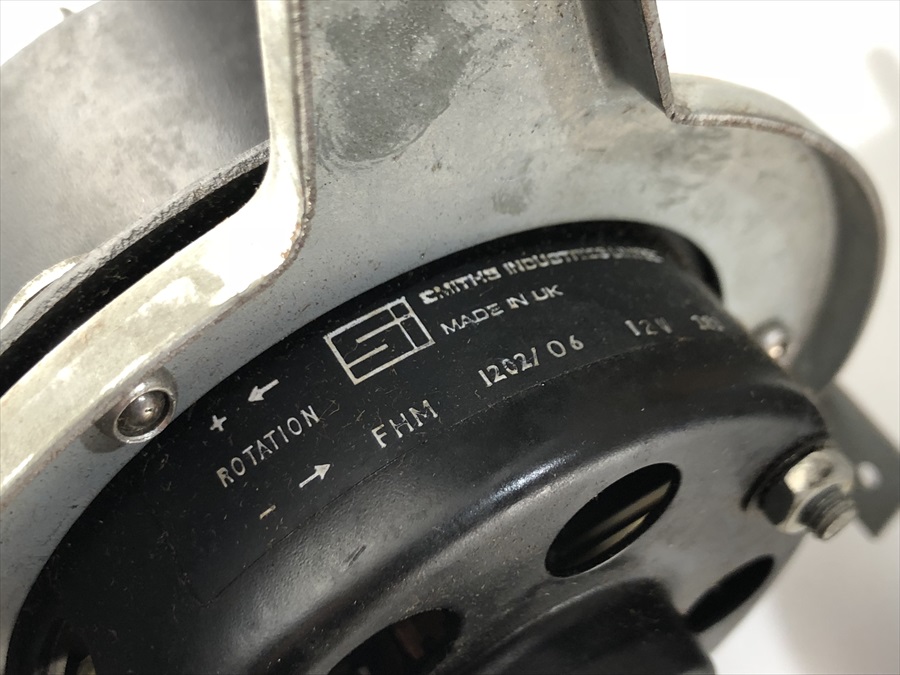 Si SMITHS INDUSTRIES LIMITED
MADE IN UK
+ ←
ROTATION
- →
FHM 1202/06 12V